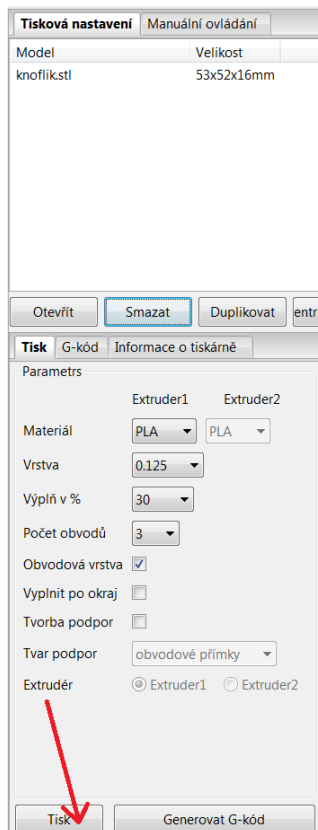 Tisková nastavení Manuální ovládání
Model Velikost
knoflik.stl 53x52x16mm
Otevřít Smazat Duplikovat entr
Tisk G-kód Informace o tiskárně
Parametrs
Extruder1 Extruder2
Materiál PLA PLA
Vrstva 0.125
Výplň v % 30
Počet obvodů 3
Obvodová vrstva
Vyplnit po okraj
Tvorba podpor
Tvar podpor obvodové přímky
Extrudér Extruder1 Extruder2
Tisk Generovat G-kód